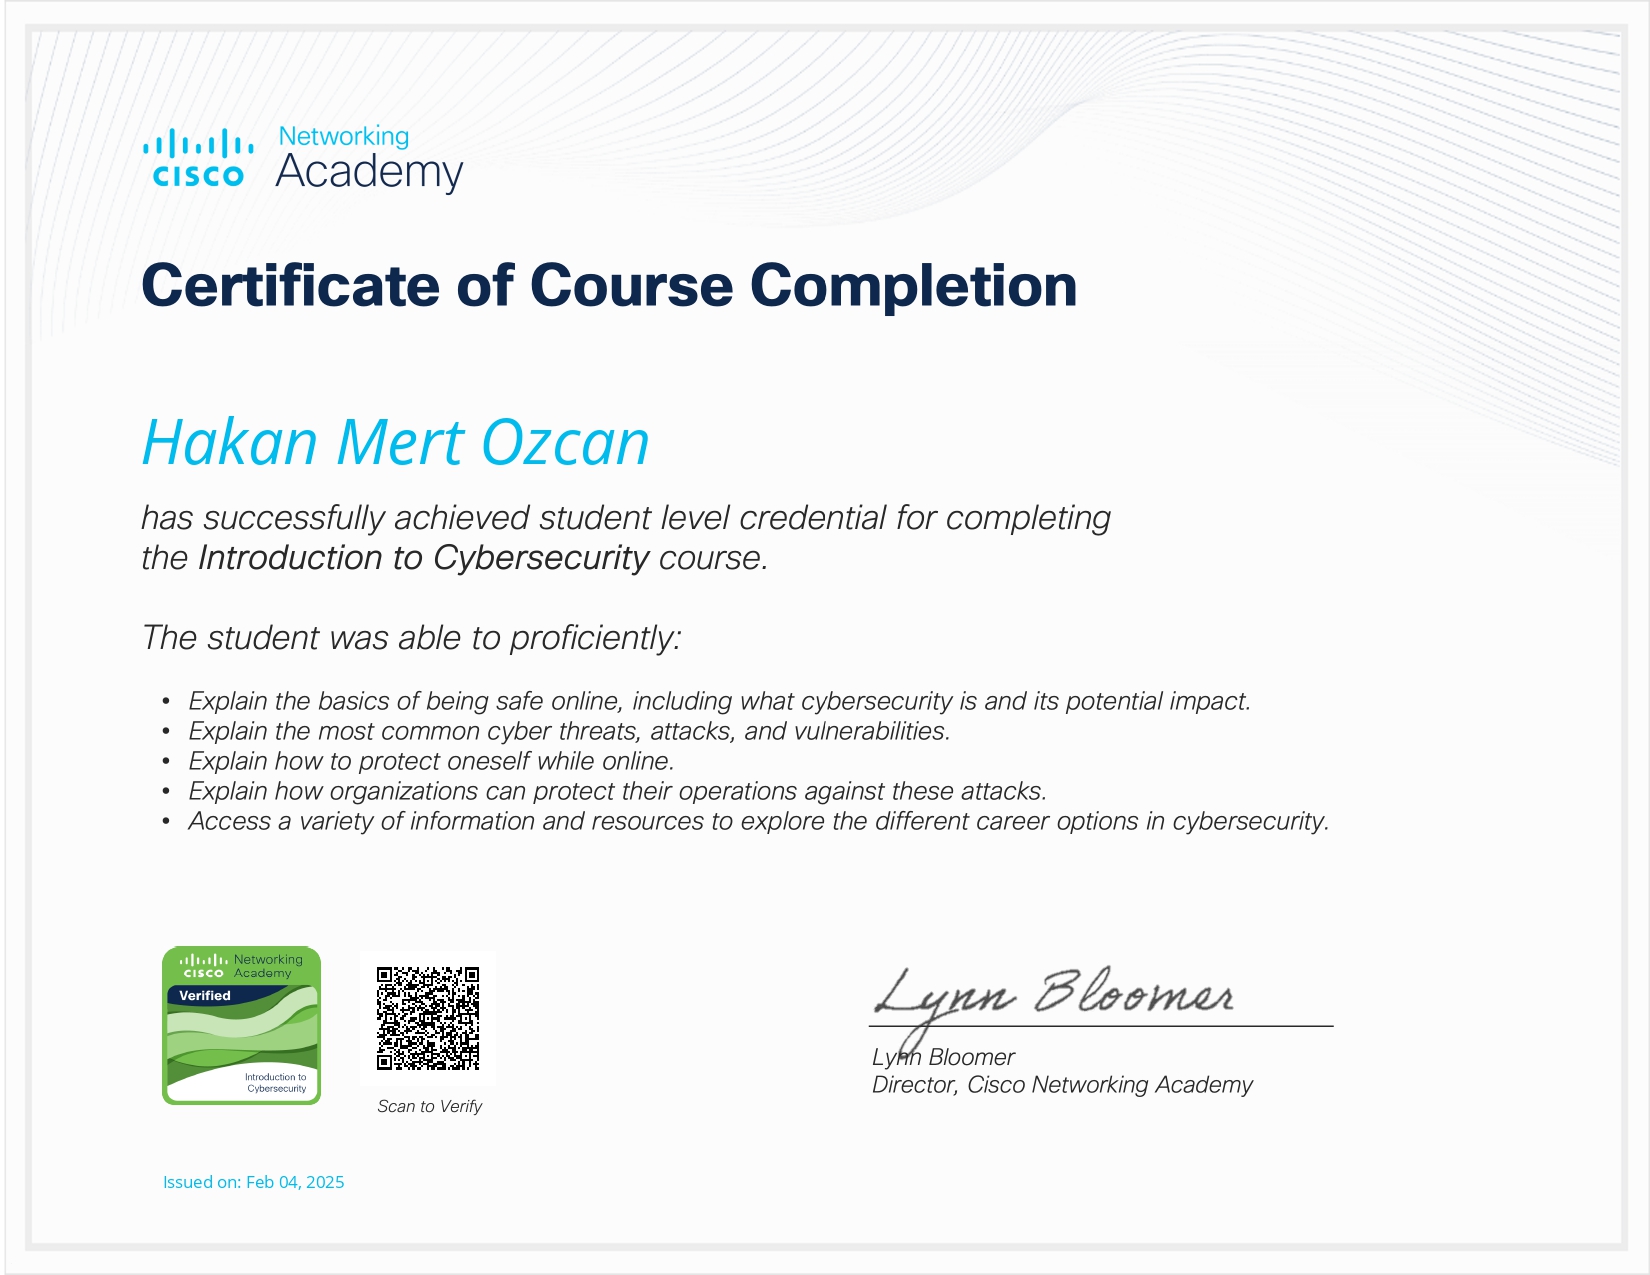 Networking
CISCO Academy
Certificate of Course Completion
Hakan Mert Ozcan
has successfully achieved student level credential for completing
the Introduction to Cybersecurity course.
The student was able to proficiently:
• Explain the basics of being safe online, including what cybersecurity is and its potential impact.
• Explain the most common cyber threats, attacks, and vulnerabilities.
• Explain how to protect oneself while online.
• Explain how organizations can protect their operations against these attacks.
• Access a variety of information and resources to explore the different career options in cybersecurity.
Networking
CISCO Academy
Verified
Introduction to
Cybersecurity
Scan to Verify
Lynn Bloomer
Lynn Bloomer
Director, Cisco Networking Academy
Issued on: Feb 04, 2025